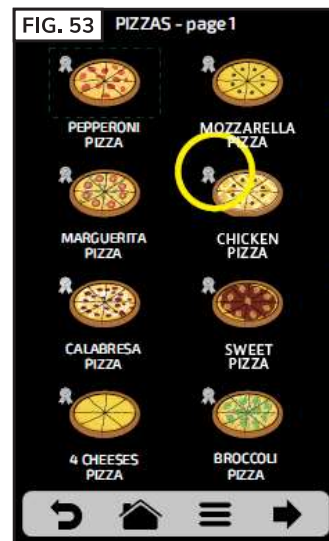 FIG. 53
PIZZAS - page 1
PEPPERONI
PIZZA
MOZZARELLA
PIZZA
MARGUERITA
PIZZA
CHICKEN
PIZZA
CALABRESA
PIZZA
SWEET
PIZZA
4 CHEESES
PIZZA
BROCCOLI
PIZZA